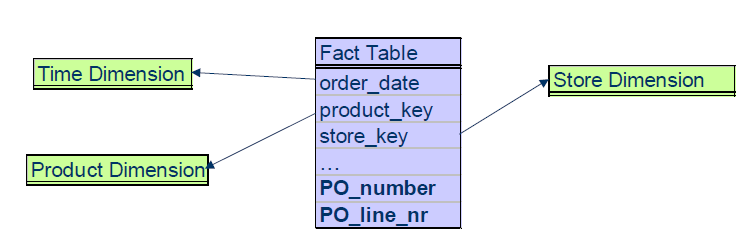 Time Dimension
Product Dimension
Fact Table
order_date
product_key
store_key
...
PO_number
PO_line_nr
Store Dimension